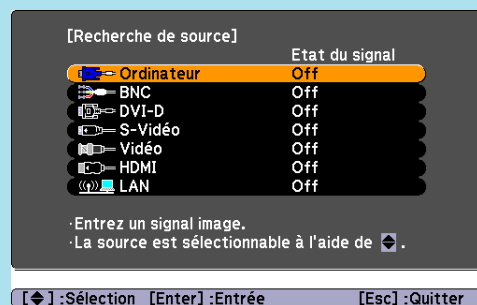 [Recherche de source]
Etat du signal
Ordinateur Off
BNC Off
DVI-D Off
S-Vidéo Off
Vidéo Off
HDMI Off
LAN Off
·Entrez un signal image.
·La source est sélectionnable à l'aide de ◆ .
[◆] :Sélection [Enter] :Entrée [Esc] :Quitter